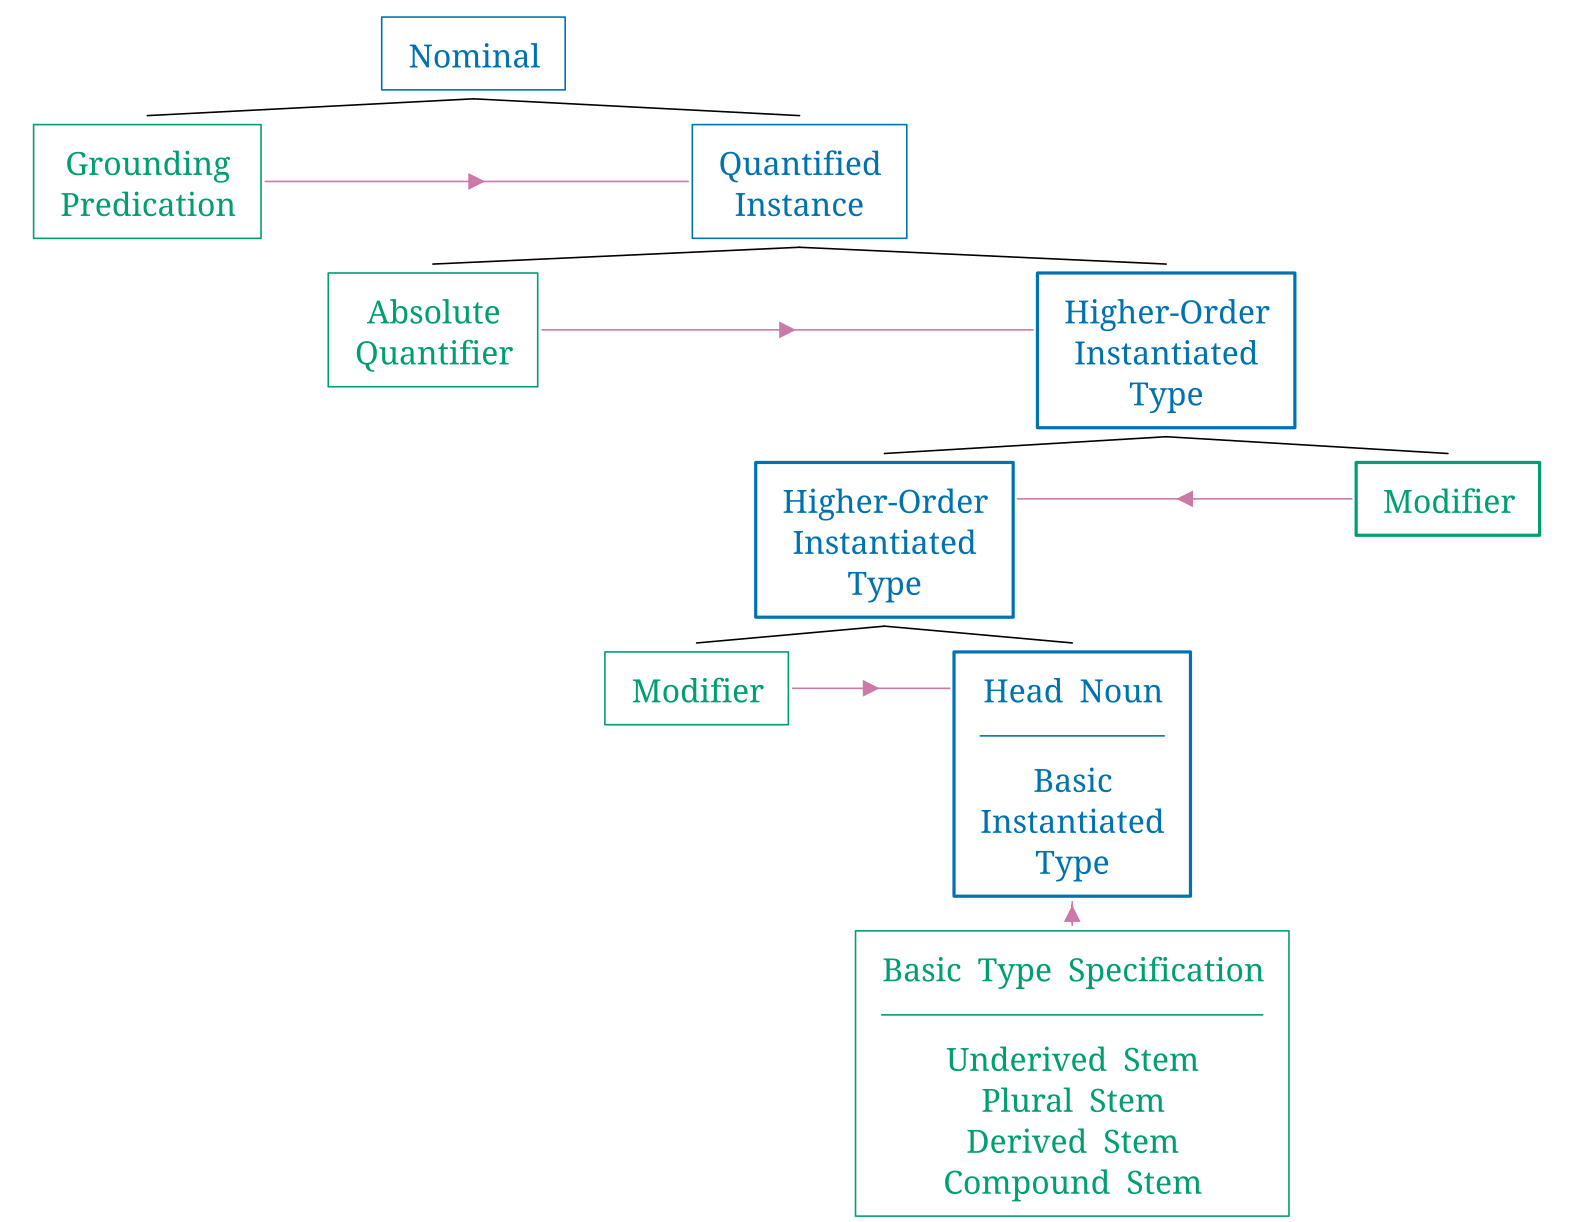 Nominal
Grounding
Predication
Quantified
Instance
Absolute
Quantifier
Higher-Order
Instantiated
Type
Higher-Order
Instantiated
Type
Modifier
Modifier
Head Noun
Basic
Instantiated
Type
Basic Type Specification
Underived Stem
Plural Stem
Derived Stem
Compound Stem